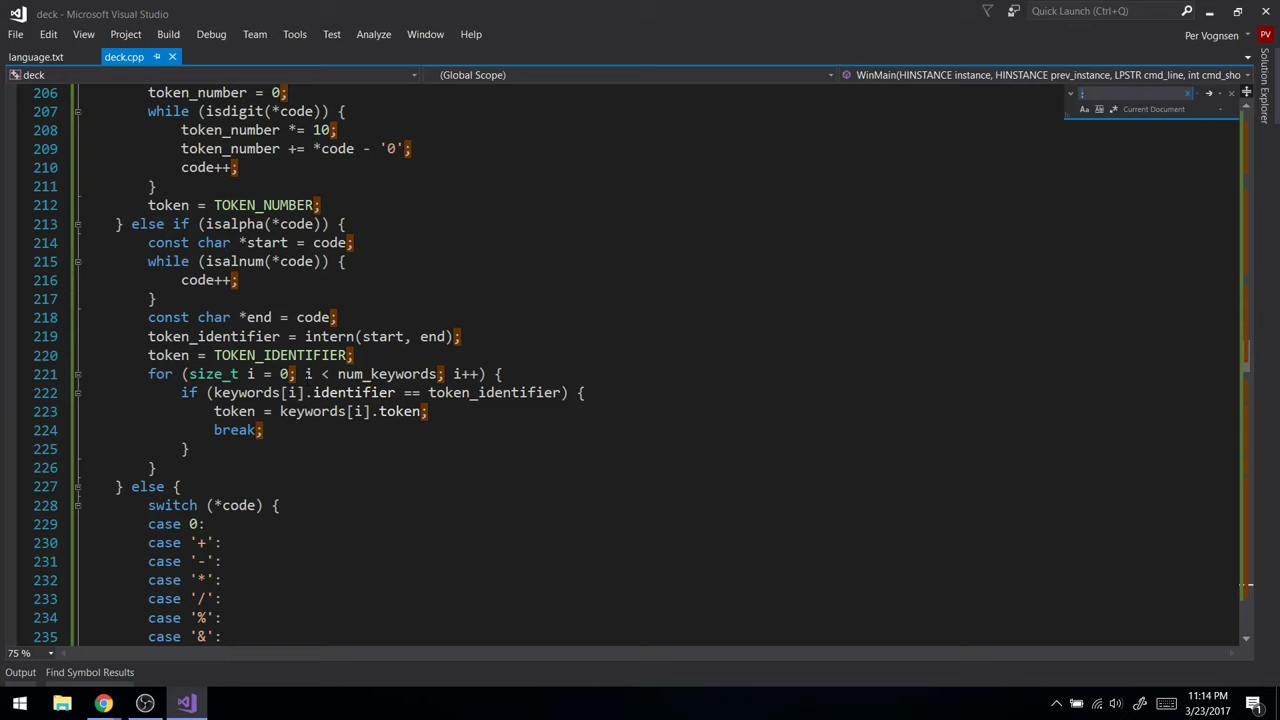 deck - Microsoft Visual Studio
Quick Launch (Ctrl+Q)
File Edit View Project Build Debug Team Tools Test Analyze Window Help
Per Vognsen PV
language.txt deck.cpp
deck (Global Scope) WinMain(HINSTANCE instance, HINSTANCE prev_instance, LPSTR cmd_line, int cmd_sho
Solution Explorer
;
Aa Current Document
206 token_number = 0;
207 while (isdigit(*code)) {
208 token_number *= 10;
209 token_number += *code - '0';
210 code++;
211 }
212 token = TOKEN_NUMBER;
213 } else if (isalpha(*code)) {
214 const char *start = code;
215 while (isalnum(*code)) {
216 code++;
217 }
218 const char *end = code;
219 token_identifier = intern(start, end);
220 token = TOKEN_IDENTIFIER;
221 for (size_t i = 0; i < num_keywords; i++) {
222 if (keywords[i].identifier == token_identifier) {
223 token = keywords[i].token;
224 break;
225 }
226 }
227 } else {
228 switch (*code) {
229 case 0:
230 case '+':
231 case '-':
232 case '*':
233 case '/':
234 case '%':
235 case '&':
75 %
Output Find Symbol Results
11:14 PM
3/23/2017
1